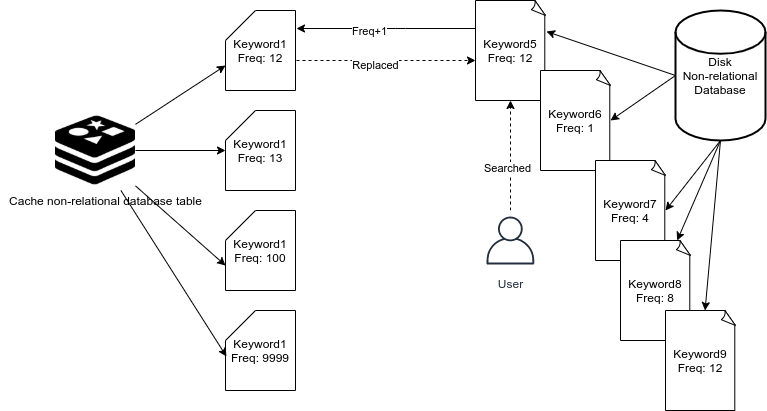 Keyword1
Freq: 12
Freq+1
Replaced
Keyword5
Freq: 12
Disk
Non-relational
Database
Keyword6
Freq: 1
Keyword1
Freq: 13
Searched
Cache non-relational database table
Keyword7
Freq: 4
Keyword1
Freq: 100
User
Keyword8
Freq: 8
Keyword1
Freq: 9999
Keyword9
Freq: 12